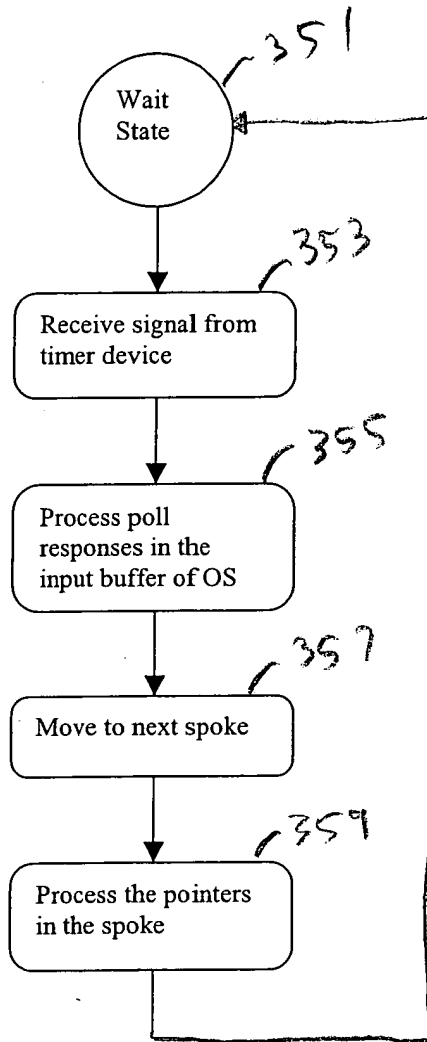 351
Wait
State
353
Receive signal from
timer device
355
Process poll
responses in the
input buffer of OS
357
Move to next spoke
359
Process the pointers
in the spoke